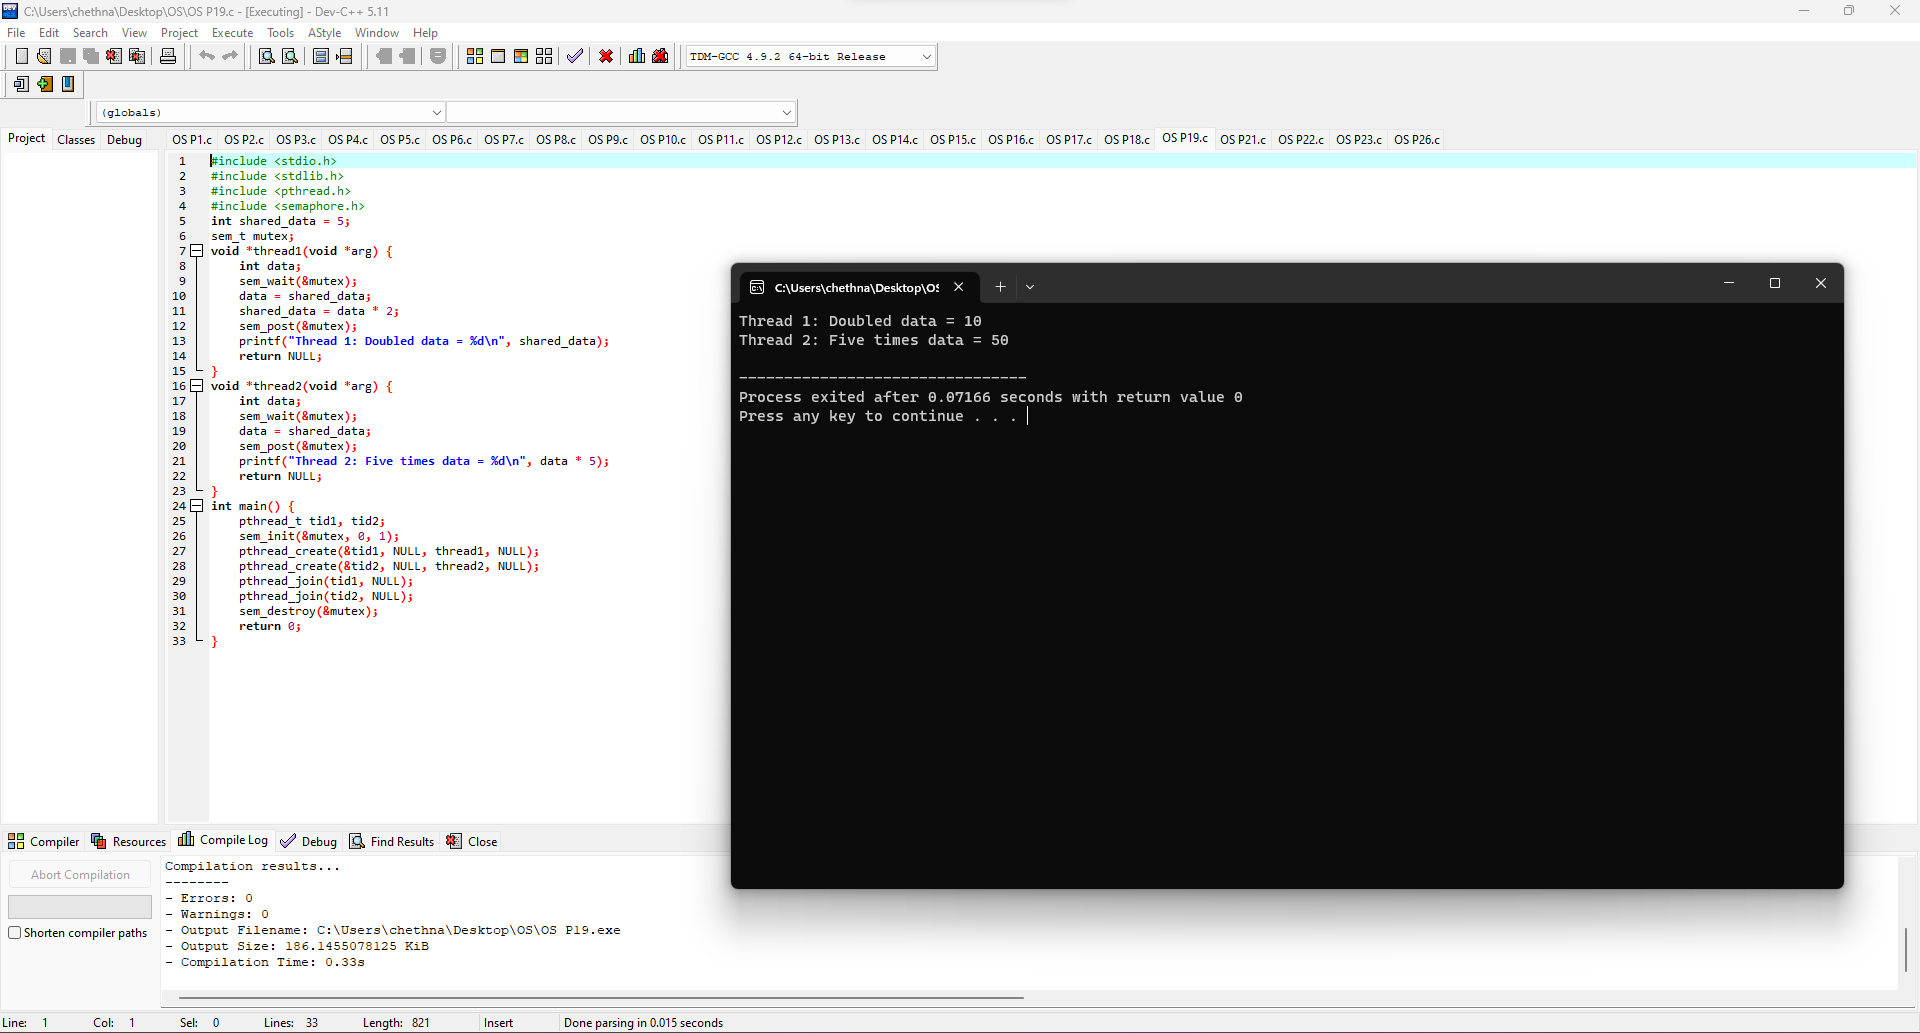 C:\Users\chethna\Desktop\OS\OS P19.c - [Executing] - Dev-C++ 5.11
File Edit Search View Project Execute Tools AStyle Window Help
TDM-GCC 4.9.2 64-bit Release
(globals)
Project Classes Debug
OS P1.c OS P2.c OS P3.c OS P4.c OS P5.c OS P6.c OS P7.c OS P8.c OS P9.c OS P10.c OS P11.c OS P12.c OS P13.c OS P14.c OS P15.c OS P16.c OS P17.c OS P18.c OS P19.c OS P21.c OS P22.c OS P23.c OS P26.c
1 #include <stdio.h>
2 #include <stdlib.h>
3 #include <pthread.h>
4 #include <semaphore.h>
5 int shared_data = 5;
6 sem_t mutex;
7 void *thread1(void *arg) {
8 int data;
9 sem_wait(&mutex);
10 data = shared_data;
11 shared_data = data * 2;
12 sem_post(&mutex);
13 printf("Thread 1: Doubled data = %d\n", shared_data);
14 return NULL;
15 }
16 void *thread2(void *arg) {
17 int data;
18 sem_wait(&mutex);
19 data = shared_data;
20 sem_post(&mutex);
21 printf("Thread 2: Five times data = %d\n", data * 5);
22 return NULL;
23 }
24 int main() {
25 pthread_t tid1, tid2;
26 sem_init(&mutex, 0, 1);
27 pthread_create(&tid1, NULL, thread1, NULL);
28 pthread_create(&tid2, NULL, thread2, NULL);
29 pthread_join(tid1, NULL);
30 pthread_join(tid2, NULL);
31 sem_destroy(&mutex);
32 return 0;
33 }
C:\Users\chethna\Desktop\OS
Thread 1: Doubled data = 10
Thread 2: Five times data = 50
--------------------------------
Process exited after 0.07166 seconds with return value 0
Press any key to continue . . .
Compiler Resources Compile Log Debug Find Results Close
Abort Compilation
Shorten compiler paths
Compilation results...
--------
- Errors: 0
- Warnings: 0
- Output Filename: C:\Users\chethna\Desktop\OS\OS P19.exe
- Output Size: 186.1455078125 KiB
- Compilation Time: 0.33s
Line: 1 Col: 1 Sel: 0 Lines: 33 Length: 821 Insert Done parsing in 0.015 seconds